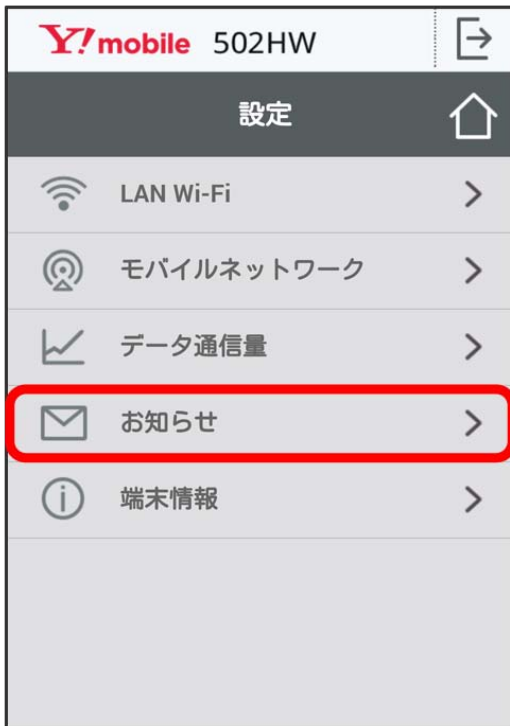 Y! mobile 502HW
設定
LAN Wi-Fi
モバイルネットワーク
データ通信量
お知らせ
端末情報